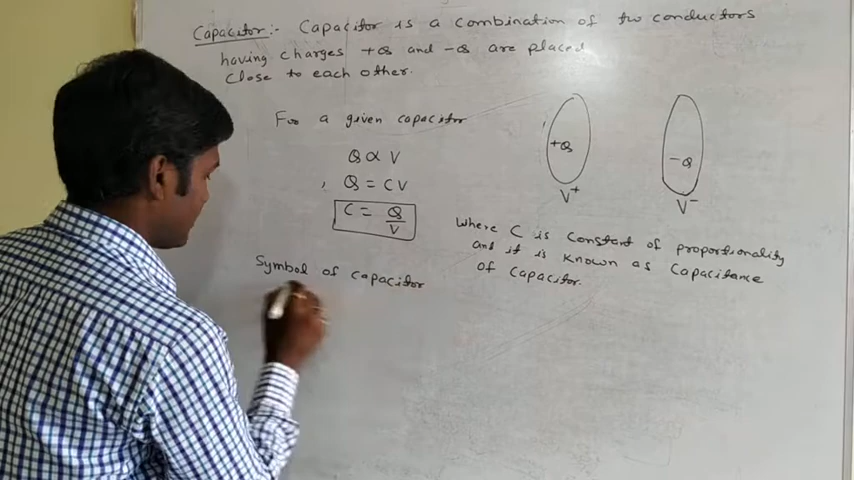 Capacitor:- Capacitor is a combination of two conductors
having charges +Q and -Q are placed
close to each other.
For a given capacitor
Q ∝ V
Q = CV
C = Q/V
+Q
V+
-Q
V-
Where C is constant of proportionality
and it is known as capacitance
of capacitor.
Symbol of capacitor